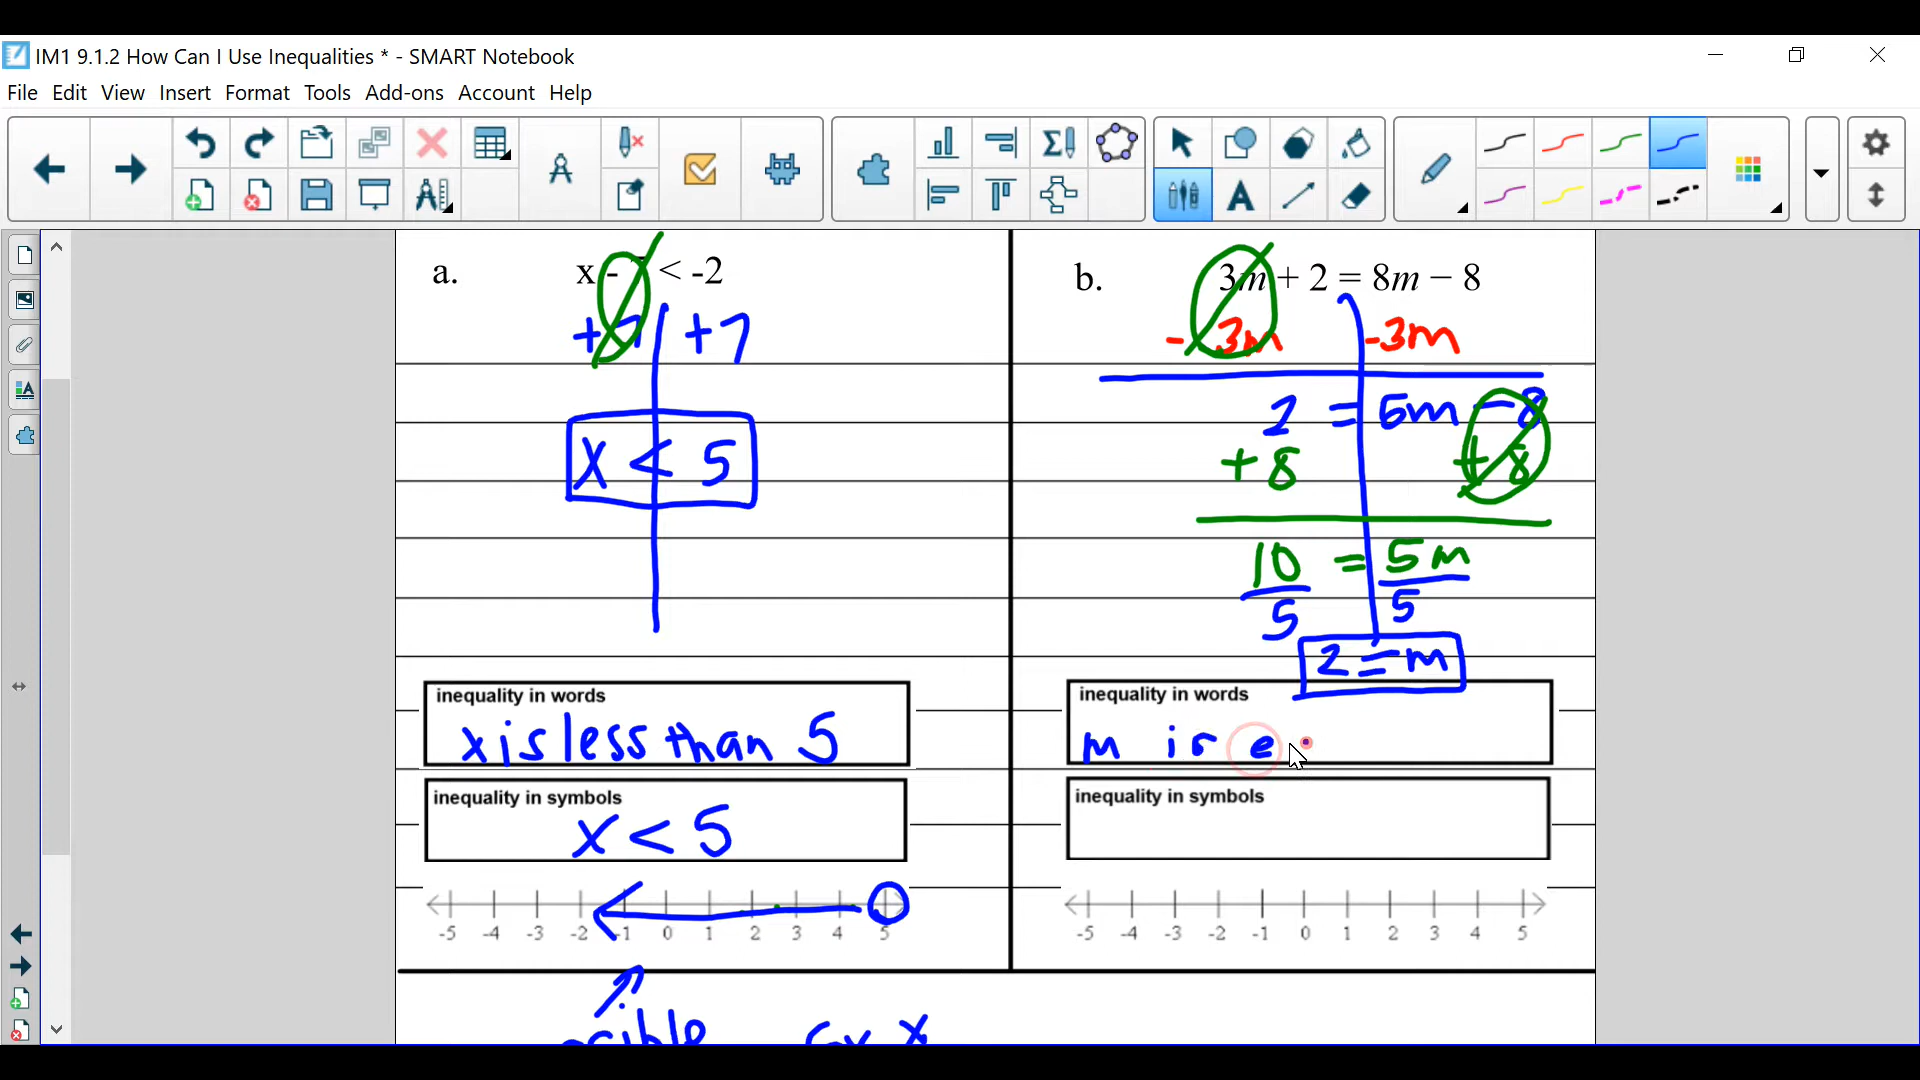 IM1 9.1.2 How Can I Use Inequalities * - SMART Notebook
File Edit View Insert Format Tools Add-ons Account Help
a. x - 7 < -2
+7 +7
x < 5
inequality in words
x is less than 5
inequality in symbols
x < 5
-5 -4 -3 -2 -1 0 1 2 3 4 5
b. 3m + 2 = 8m − 8
-3m -3m
2 = 5m - 8
+8 +8
10 = 5m
5 5
2 = m
inequality in words
m is e
inequality in symbols
-5 -4 -3 -2 -1 0 1 2 3 4 5
x